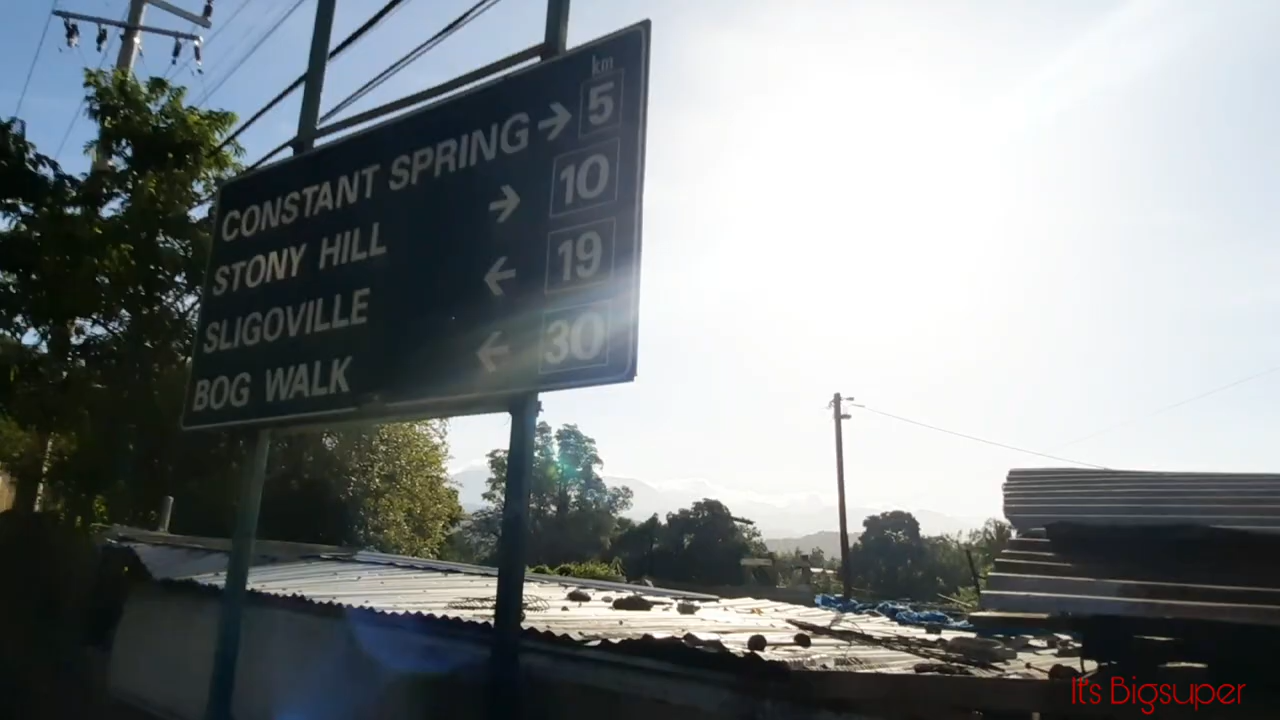 km
CONSTANT SPRING → 5
STONY HILL → 10
SLIGOVILLE ← 19
BOG WALK ← 30
It's Bigsuper